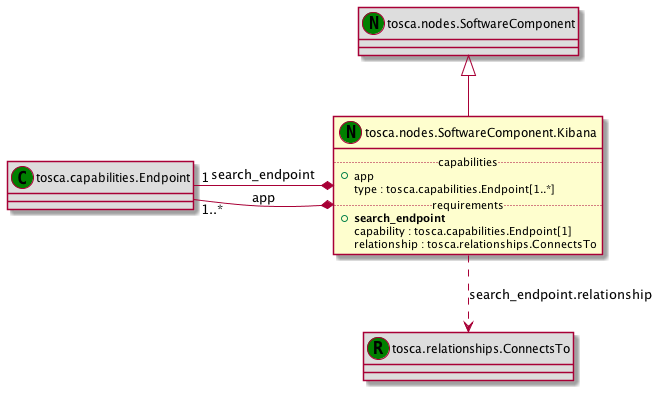 N tosca.nodes.SoftwareComponent
N tosca.nodes.SoftwareComponent.Kibana
capabilities
app
type : tosca.capabilities.Endpoint[1..*]
requirements
search_endpoint
capability : tosca.capabilities.Endpoint[1]
relationship : tosca.relationships.ConnectsTo
C tosca.capabilities.Endpoint
1 search_endpoint
app
1..*
search_endpoint.relationship
R tosca.relationships.ConnectsTo